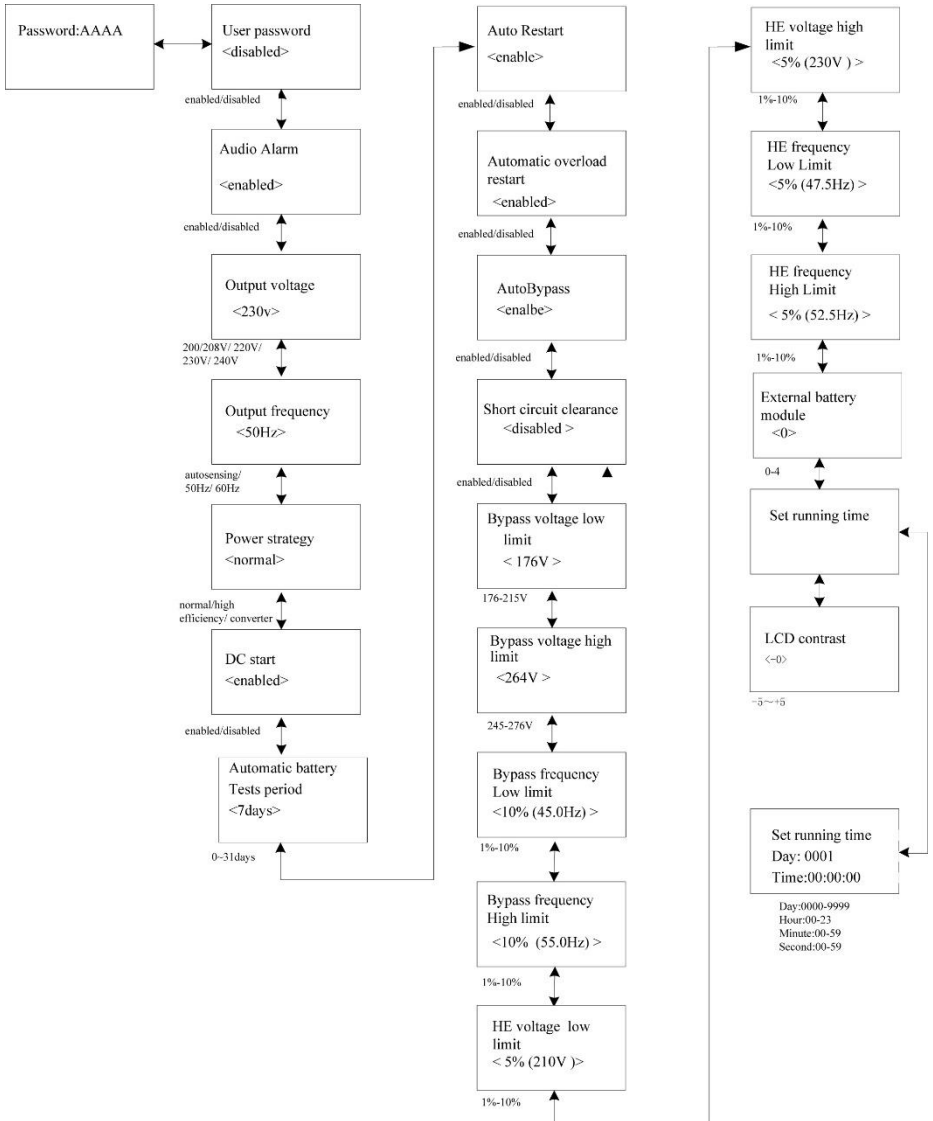 Password:AAAA
User password
<disabled>
enabled/disabled
Audio Alarm
<enabled>
enabled/disabled
Output voltage
<230v>
200/208V/ 220V/
230V/ 240V
Output frequency
<50Hz>
autosensing/
50Hz/ 60Hz
Power strategy
<normal>
normal/high
efficiency/ converter
DC start
<enabled>
enabled/disabled
Automatic battery
Tests period
<7days>
0~31days
Auto Restart
<enable>
enabled/disabled
Automatic overload
restart
<enabled>
enabled/disabled
AutoBypass
<enalbe>
enabled/disabled
Short circuit clearance
<disabled >
enabled/disabled
Bypass voltage low
limit
< 176V >
176-215V
Bypass voltage high
limit
<264V >
245-276V
Bypass frequency
Low limit
<10% (45.0Hz) >
1%-10%
Bypass frequency
High limit
<10% (55.0Hz) >
1%-10%
HE voltage low
limit
< 5% (210V )>
1%-10%
HE voltage high
limit
<5% (230V ) >
1%-10%
HE frequency
Low Limit
<5% (47.5Hz) >
1%-10%
HE frequency
High Limit
< 5% (52.5Hz) >
1%-10%
External battery
module
<0>
0-4
Set running time
LCD contrast
<-0>
-5~+5
Set running time
Day: 0001
Time:00:00:00
Day:0000-9999
Hour:00-23
Minute:00-59
Second:00-59